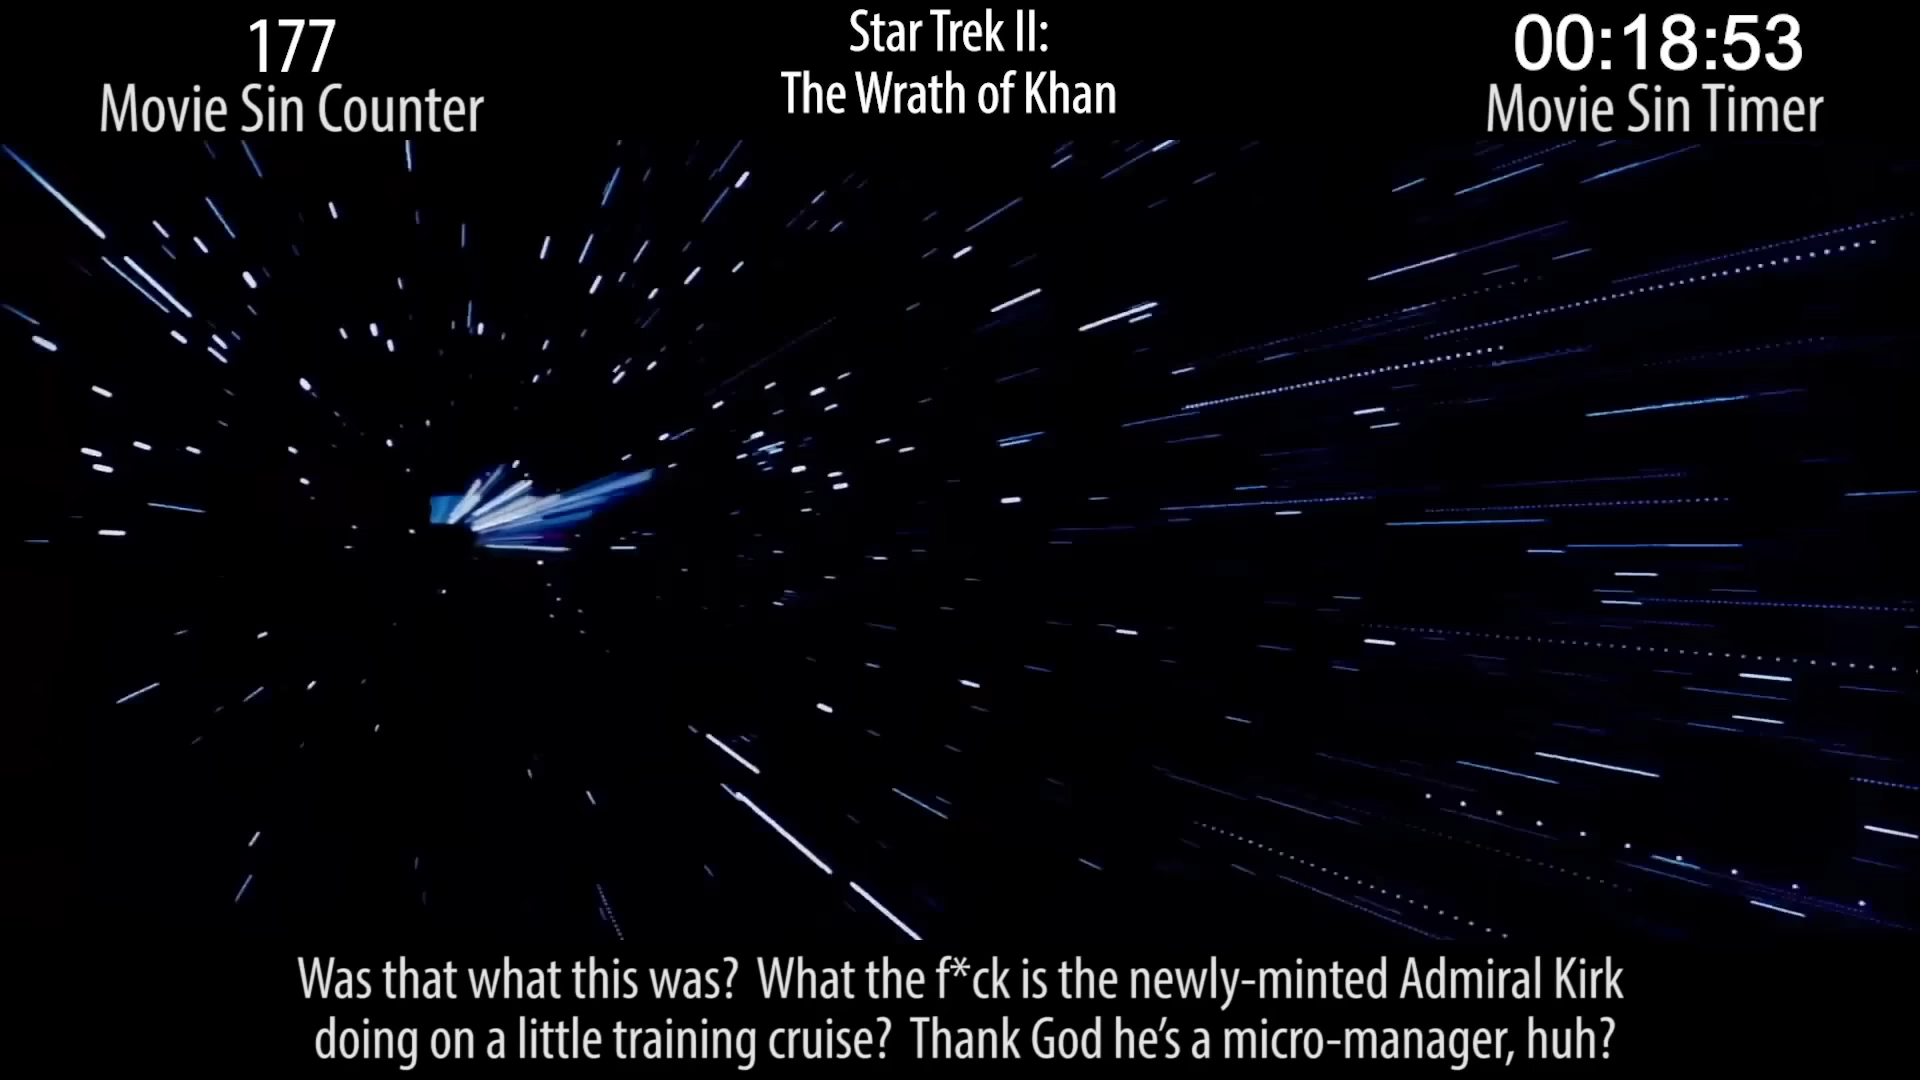 177
Movie Sin Counter
Star Trek II:
The Wrath of Khan
00:18:53
Movie Sin Timer
Was that what this was?  What the f*ck is the newly-minted Admiral Kirk
doing on a little training cruise?  Thank God he's a micro-manager, huh?